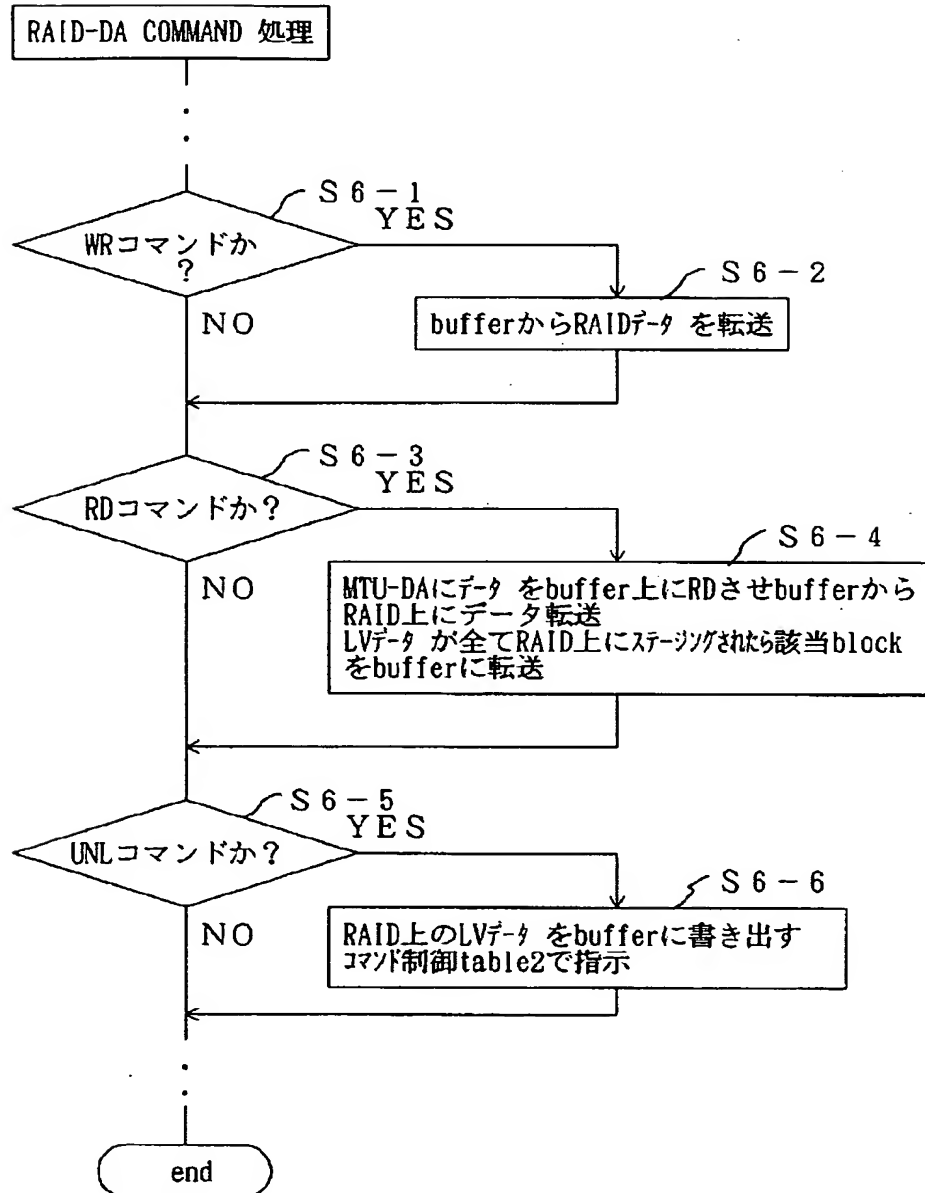 RAID-DA COMMAND 処理
S6-1
YES
WRコマンドか
?
S6-2
NO
bufferからRAIDデータ を転送
S6-3
YES
RDコマンドか?
S6-4
NO
MTU-DAにデータ をbuffer上にRDさせbufferから
RAID上にデータ転送
LVデータ が全てRAID上にステージングされたら該当block
をbufferに転送
S6-5
YES
UNLコマンドか?
S6-6
NO
RAID上のLVデータ をbufferに書き出す
コマンド制御table2で指示
end